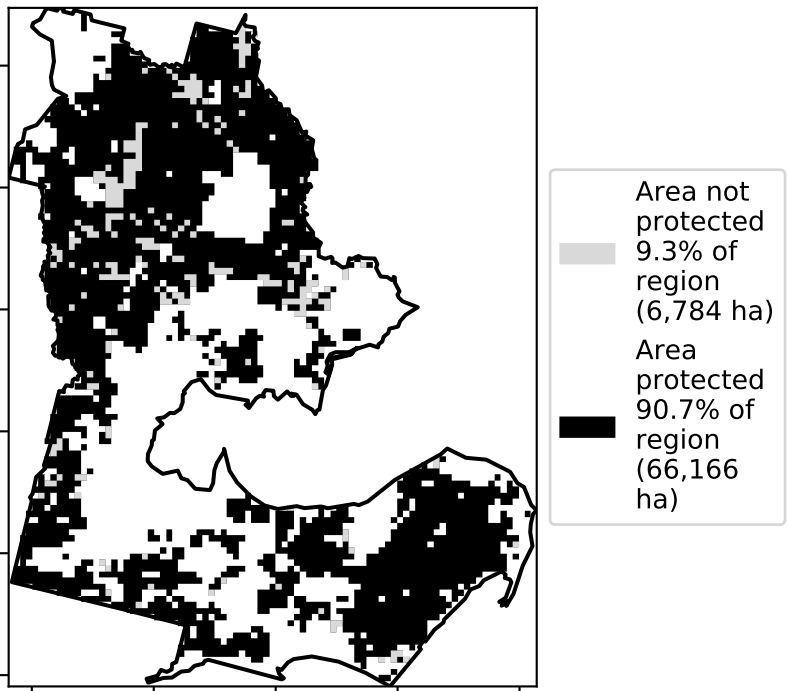 Area not
protected
9.3% of
region
(6,784 ha)
Area
protected
90.7% of
region
(66,166
ha)